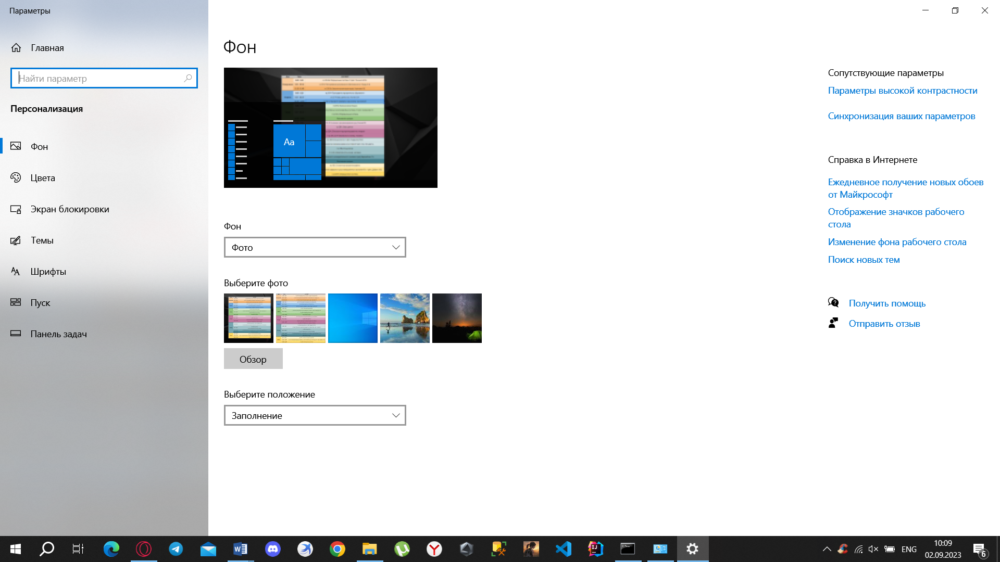 Параметры
Главная
Найти параметр
Персонализация
Фон
Цвета
Экран блокировки
Темы
Шрифты
Пуск
Панель задач
Фон
Aa
Фон
Фото
Выберите фото
Обзор
Выберите положение
Заполнение
Сопутствующие параметры
Параметры высокой контрастности
Синхронизация ваших параметров
Справка в Интернете
Ежедневное получение новых обоев
от Майкрософт
Отображение значков рабочего
стола
Изменение фона рабочего стола
Поиск новых тем
Получить помощь
Отправить отзыв
ENG
10:09
02.09.2023
6